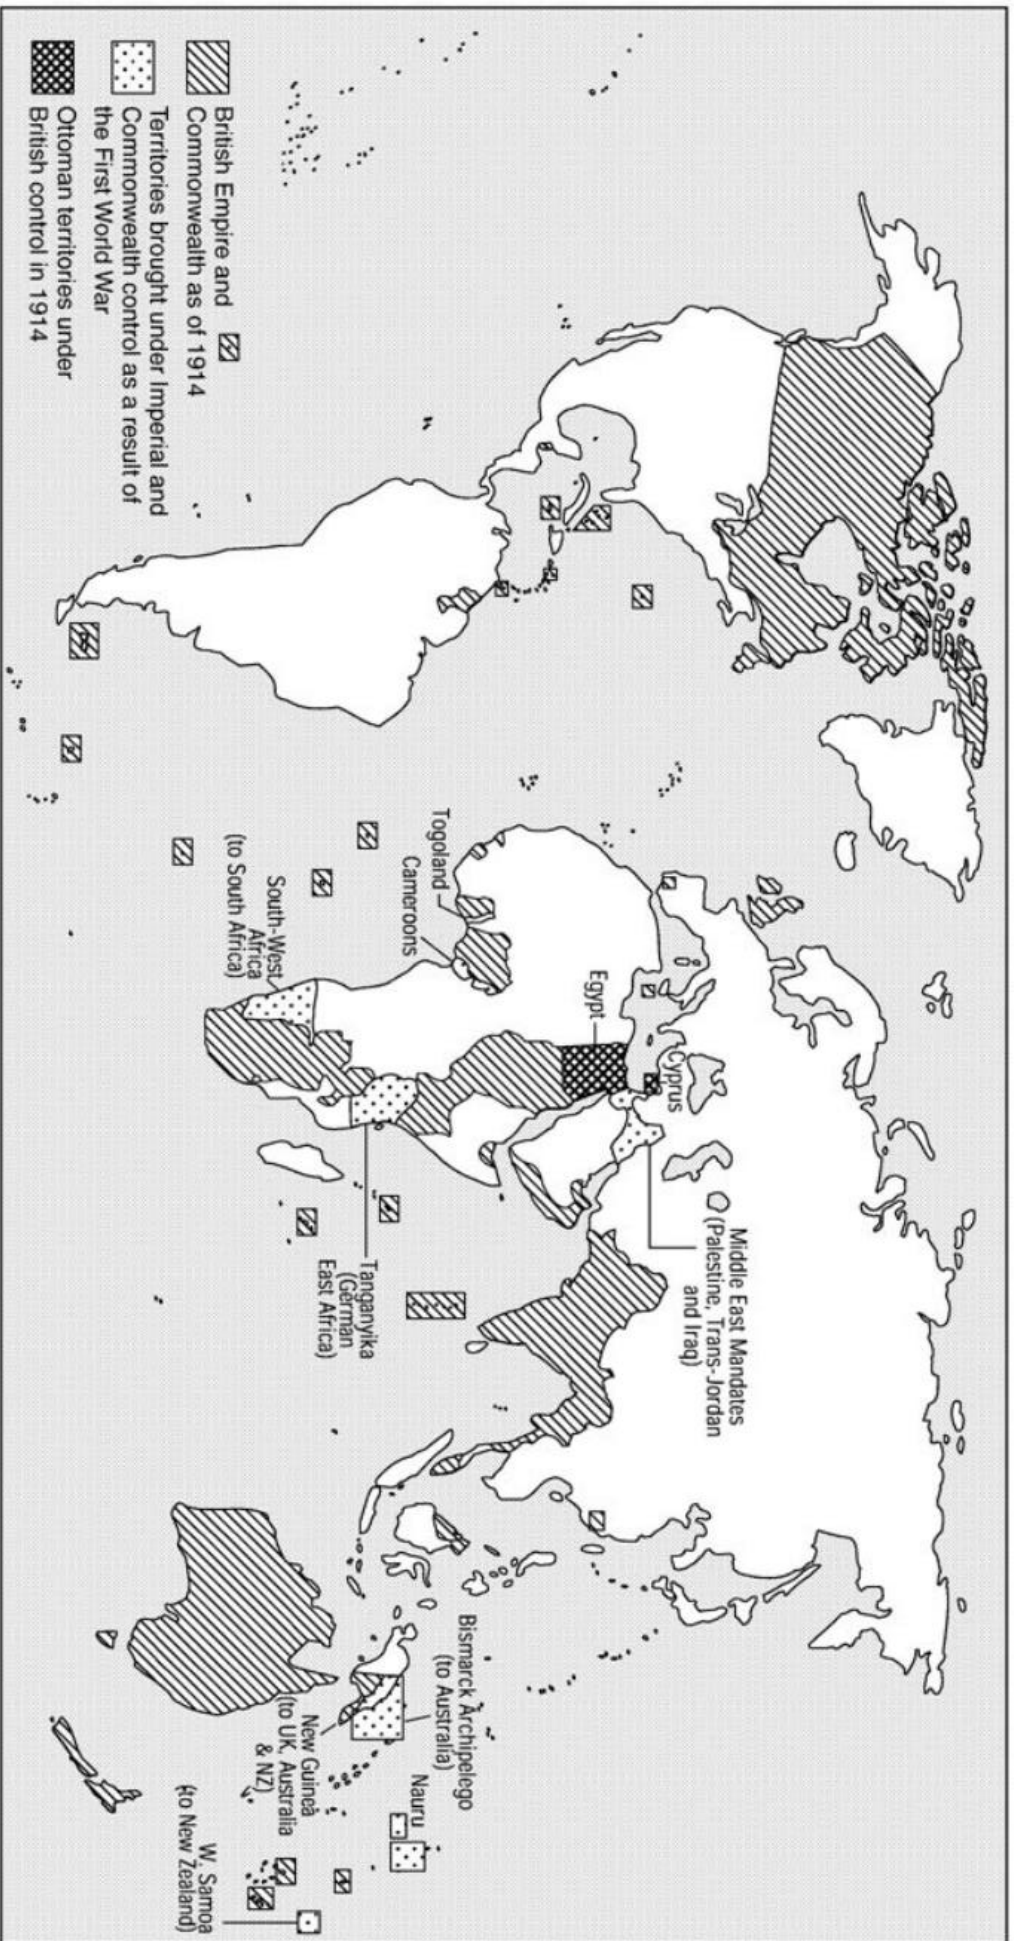 British Empire and
Commonwealth as of 1914
Territories brought under Imperial and
Commonwealth control as a result of
the First World War
Ottoman territories under
British control in 1914
Togoland
Cameroons
South-West
Africa
(to South Africa)
Egypt
Cyprus
Middle East Mandates
(Palestine, Trans-Jordan
and Iraq)
Tanganyika
(German
East Africa)
Bismarck Archipelego
(to Australia)
New Guinea
(to UK, Australia
& NZ)
Nauru
W. Samoa
(to New Zealand)